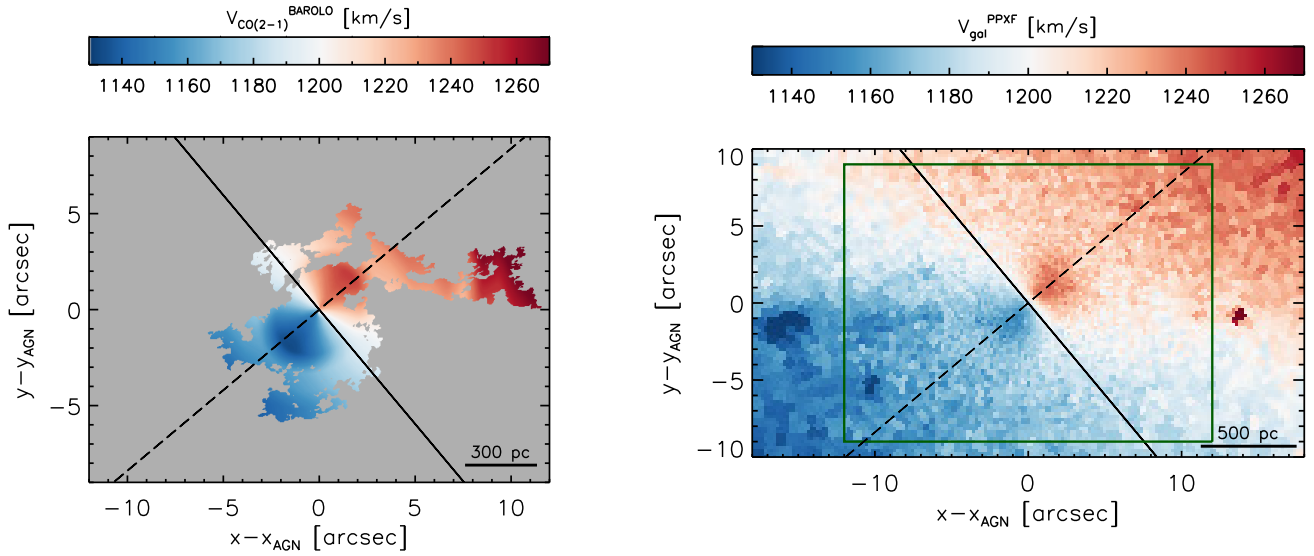 V_CO(2-1)^BAROLO [km/s]
1140 1160 1180 1200 1220 1240 1260
5
0
−5
y−y_AGN [arcsec]
300 pc
−10 −5 0 5 10
x−x_AGN [arcsec]
V_gal^PPXF [km/s]
1140 1160 1180 1200 1220 1240 1260
10
5
0
−5
−10
y−y_AGN [arcsec]
500 pc
−10 0 10
x−x_AGN [arcsec]